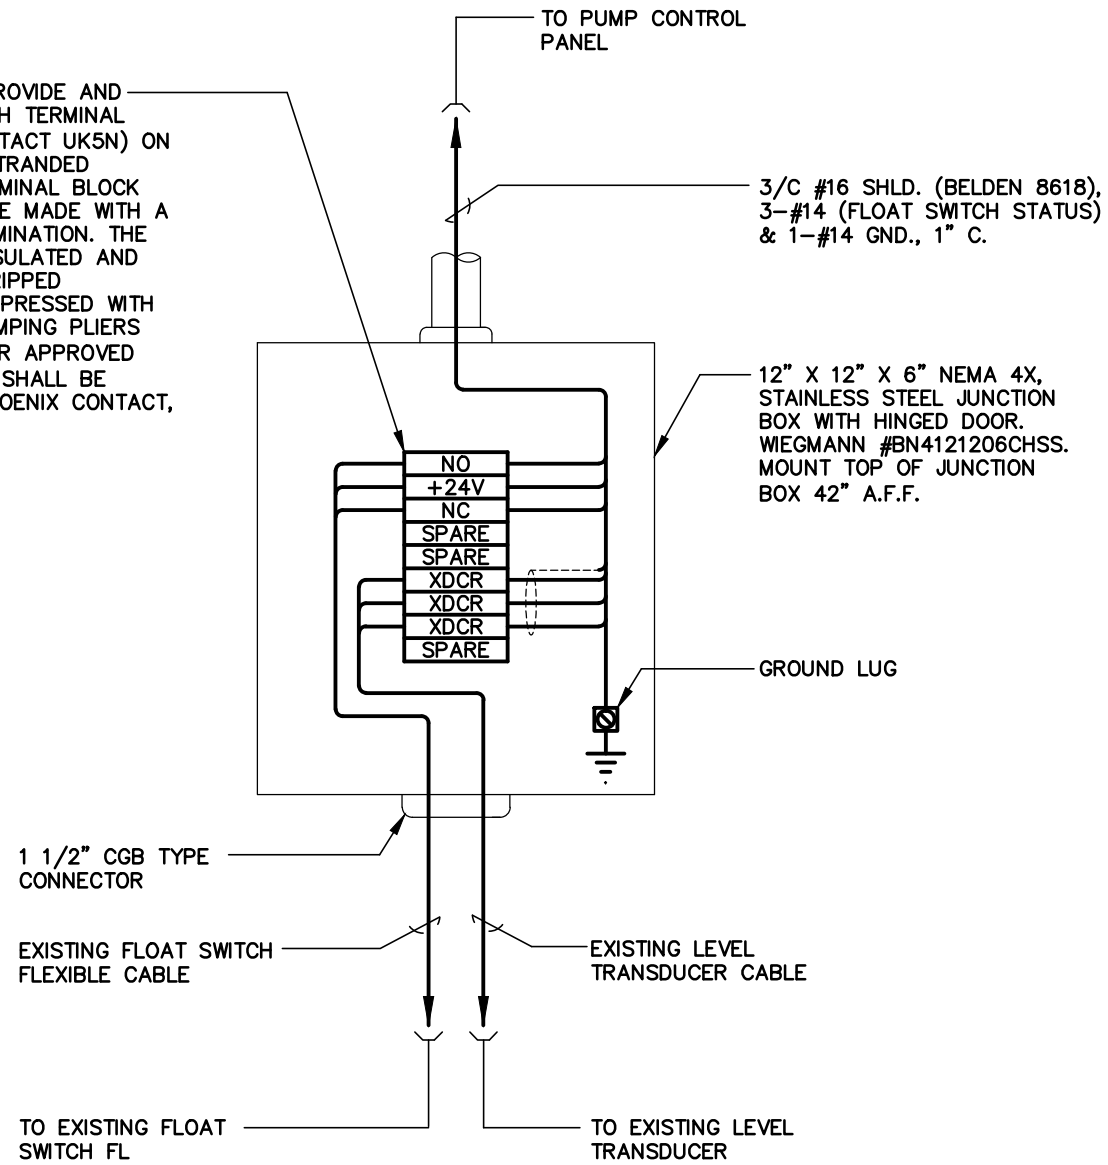 TO PUMP CONTROL
PANEL
ROVIDE AND
H TERMINAL
TACT UK5N) ON
TRANDED
MINAL BLOCK
E MADE WITH A
MINATION. THE
SULATED AND
RIPPED
PRESSED WITH
MPING PLIERS
R APPROVED
SHALL BE
OENIX CONTACT,
3/C #16 SHLD. (BELDEN 8618),
3-#14 (FLOAT SWITCH STATUS)
& 1-#14 GND., 1" C.
12" X 12" X 6" NEMA 4X,
STAINLESS STEEL JUNCTION
BOX WITH HINGED DOOR.
WIEGMANN #BN4121206CHSS.
MOUNT TOP OF JUNCTION
BOX 42" A.F.F.
NO
+24V
NC
SPARE
SPARE
XDCR
XDCR
XDCR
SPARE
GROUND LUG
1 1/2" CGB TYPE
CONNECTOR
EXISTING FLOAT SWITCH
FLEXIBLE CABLE
EXISTING LEVEL
TRANSDUCER CABLE
TO EXISTING FLOAT
SWITCH FL
TO EXISTING LEVEL
TRANSDUCER